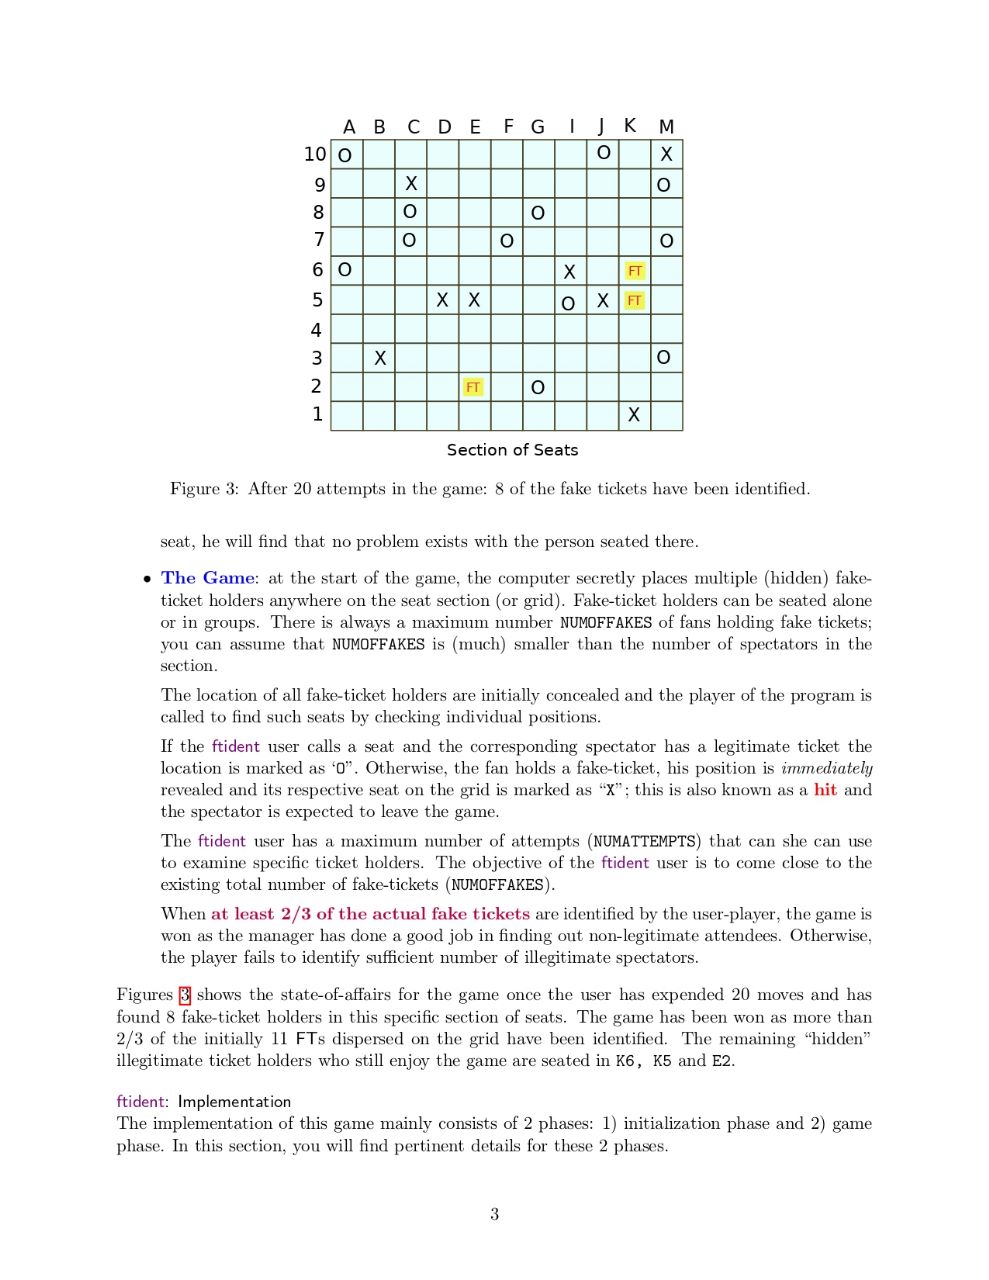 A B C D E F G I J K M
10 O O X
9 X O
8 O O
7 O O O
6 O X FT
5 X X O X FT
4
3 X O
2 FT O
1 X
Section of Seats
Figure 3: After 20 attempts in the game: 8 of the fake tickets have been identified.
seat, he will find that no problem exists with the person seated there.
• The Game: at the start of the game, the computer secretly places multiple (hidden) fake-
ticket holders anywhere on the seat section (or grid). Fake-ticket holders can be seated alone
or in groups. There is always a maximum number NUMOFFAKES of fans holding fake tickets;
you can assume that NUMOFFAKES is (much) smaller than the number of spectators in the
section.
The location of all fake-ticket holders are initially concealed and the player of the program is
called to find such seats by checking individual positions.
If the ftident user calls a seat and the corresponding spectator has a legitimate ticket the
location is marked as ‘O”. Otherwise, the fan holds a fake-ticket, his position is immediately
revealed and its respective seat on the grid is marked as “X”; this is also known as a hit and
the spectator is expected to leave the game.
The ftident user has a maximum number of attempts (NUMATTEMPTS) that can she can use
to examine specific ticket holders. The objective of the ftident user is to come close to the
existing total number of fake-tickets (NUMOFFAKES).
When at least 2/3 of the actual fake tickets are identified by the user-player, the game is
won as the manager has done a good job in finding out non-legitimate attendees. Otherwise,
the player fails to identify sufficient number of illegitimate spectators.
Figures 3 shows the state-of-affairs for the game once the user has expended 20 moves and has
found 8 fake-ticket holders in this specific section of seats. The game has been won as more than
2/3 of the initially 11 FTs dispersed on the grid have been identified. The remaining “hidden”
illegitimate ticket holders who still enjoy the game are seated in K6, K5 and E2.
ftident: Implementation
The implementation of this game mainly consists of 2 phases: 1) initialization phase and 2) game
phase. In this section, you will find pertinent details for these 2 phases.
3